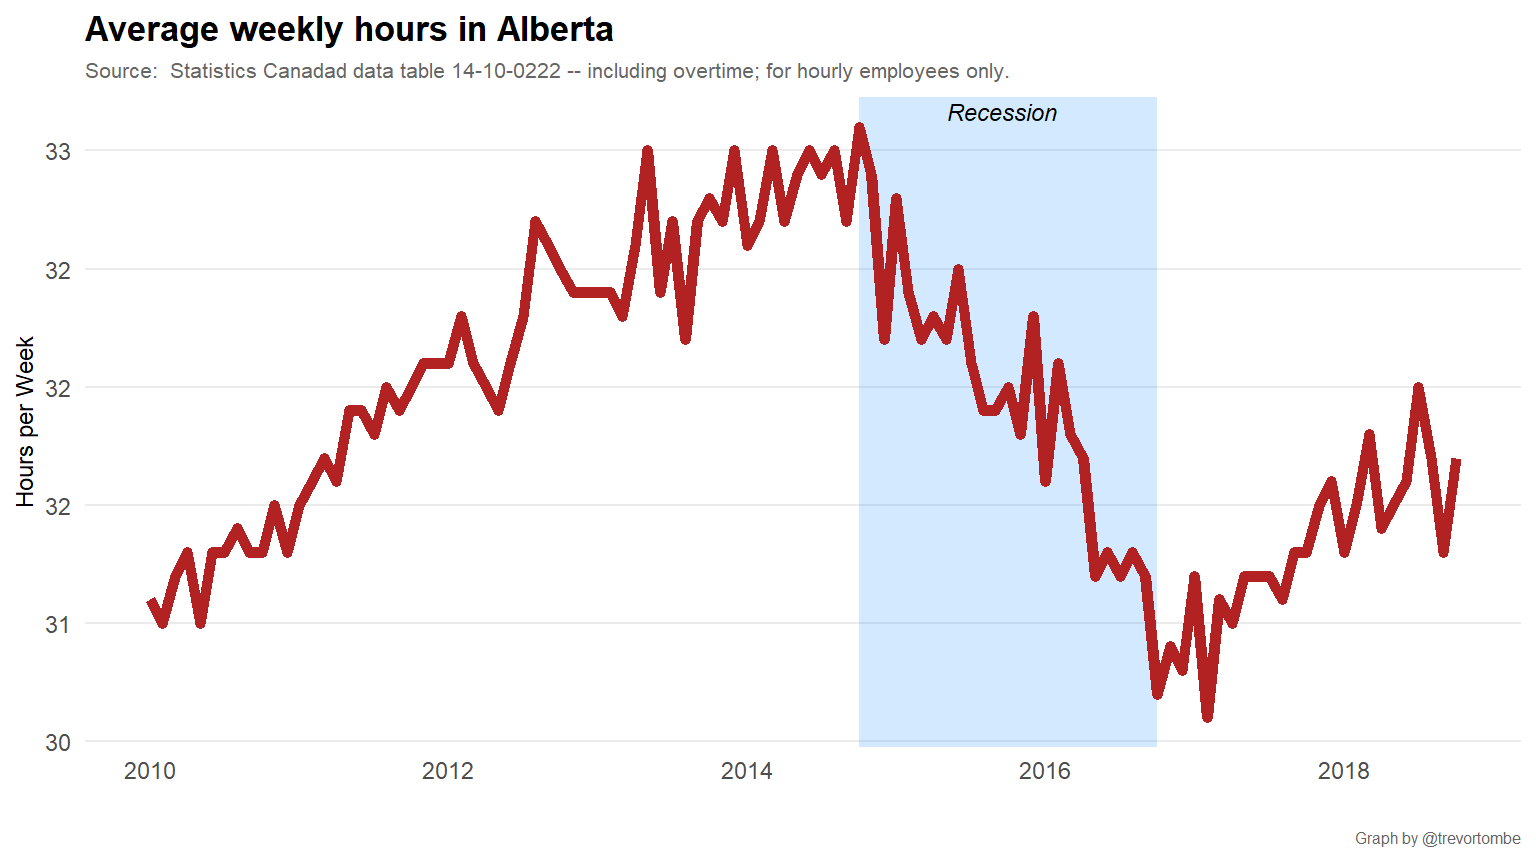 Average weekly hours in Alberta
Source:  Statistics Canadad data table 14-10-0222 -- including overtime; for hourly employees only.
Recession
33
32
32
32
31
30
Hours per Week
2010 2012 2014 2016 2018
Graph by @trevortombe